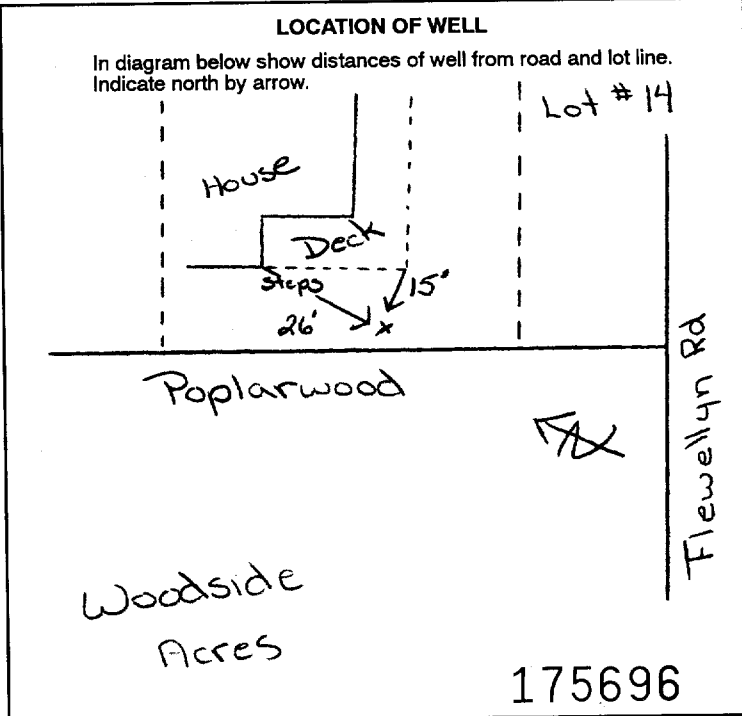 LOCATION OF WELL
In diagram below show distances of well from road and lot line.
Indicate north by arrow.
Lot # 14
House
Deck
steps
15'
26'
x
Poplarwood
N
Flewellyn Rd
Woodside
Acres
175696